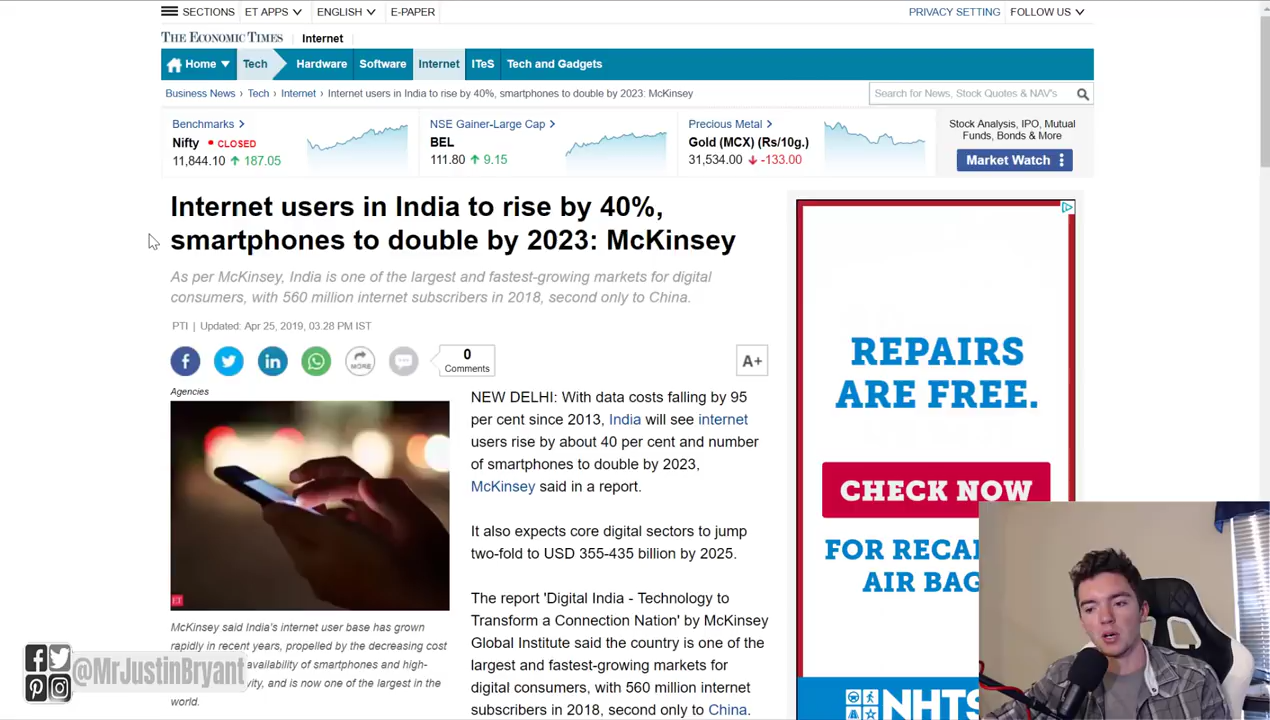 SECTIONS ET APPS ENGLISH E-PAPER PRIVACY SETTING FOLLOW US
THE ECONOMIC TIMES Internet
Home Tech Hardware Software Internet ITeS Tech and Gadgets
Business News › Tech › Internet › Internet users in India to rise by 40%, smartphones to double by 2023: McKinsey
Search for News, Stock Quotes & NAV's
Benchmarks >
Nifty • CLOSED
11,844.10 ↑ 187.05
NSE Gainer-Large Cap >
BEL
111.80 ↑ 9.15
Precious Metal >
Gold (MCX) (Rs/10g.)
31,534.00 ↓ -133.00
Stock Analysis, IPO, Mutual
Funds, Bonds & More
Market Watch
Internet users in India to rise by 40%,
smartphones to double by 2023: McKinsey
As per McKinsey, India is one of the largest and fastest-growing markets for digital
consumers, with 560 million internet subscribers in 2018, second only to China.
PTI | Updated: Apr 25, 2019, 03.28 PM IST
MORE
0
Comments
A+
Agencies
ET
McKinsey said India's internet user base has grown
rapidly in recent years, propelled by the decreasing cost
availability of smartphones and high-
and is now one of the largest in the
world.
NEW DELHI: With data costs falling by 95
per cent since 2013, India will see internet
users rise by about 40 per cent and number
of smartphones to double by 2023,
McKinsey said in a report.
It also expects core digital sectors to jump
two-fold to USD 355-435 billion by 2025.
The report 'Digital India - Technology to
Transform a Connection Nation' by McKinsey
Global Institute said the country is one of the
largest and fastest-growing markets for
digital consumers, with 560 million internet
subscribers in 2018, second only to China.
REPAIRS
ARE FREE.
CHECK NOW
FOR RECA
AIR BAG
NHTS
@MrJustinBryant